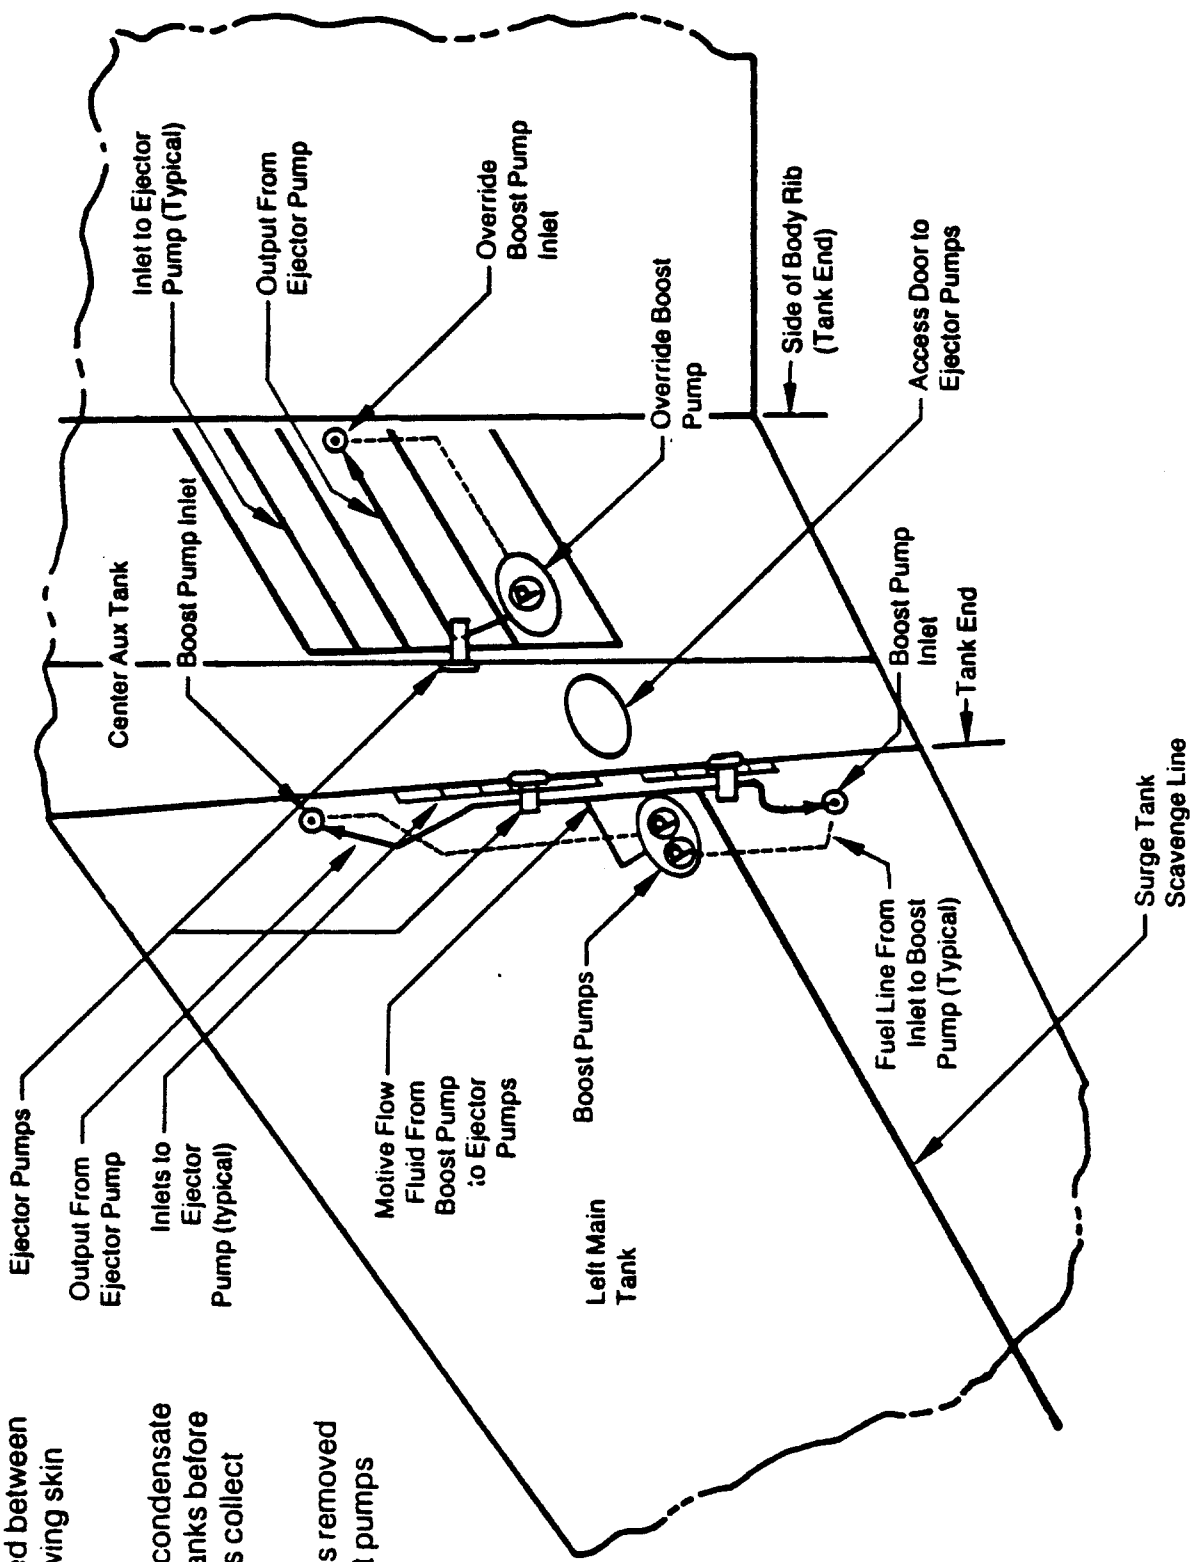 ed between
wing skin
condensate
anks before
s collect
s removed
t pumps
Ejector Pumps
Output From
Ejector Pump
Inlets to
Ejector
Pump (typical)
Motive Flow
Fluid From
Boost Pump
to Ejector
Pumps
Boost Pumps
Left Main
Tank
Fuel Line From
Inlet to Boost
Pump (Typical)
Surge Tank
Scavenge Line
Center Aux Tank
Boost Pump Inlet
Boost Pump
Inlet
Tank End
Inlet to Ejector
Pump (Typical)
Output From
Ejector Pump
Override
Boost Pump
Inlet
Override Boost
Pump
Side of Body Rib
(Tank End)
Access Door to
Ejector Pumps
P
P
P